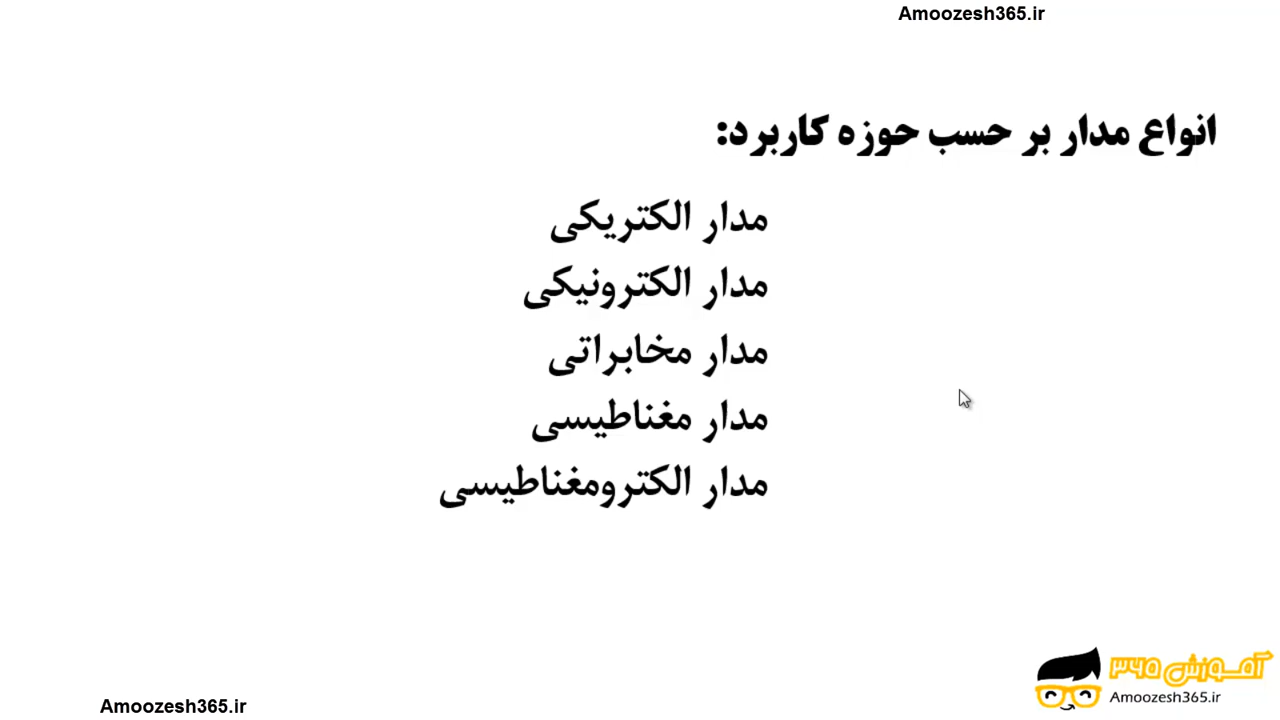 Amoozesh365.ir
انواع مدار بر حسب حوزه کاربرد:
مدار الکتریکی
مدار الکترونیکی
مدار مخابراتی
مدار مغناطیسی
مدار الکترومغناطیسی
آموزش ۳۶۵
Amoozesh365.ir
Amoozesh365.ir